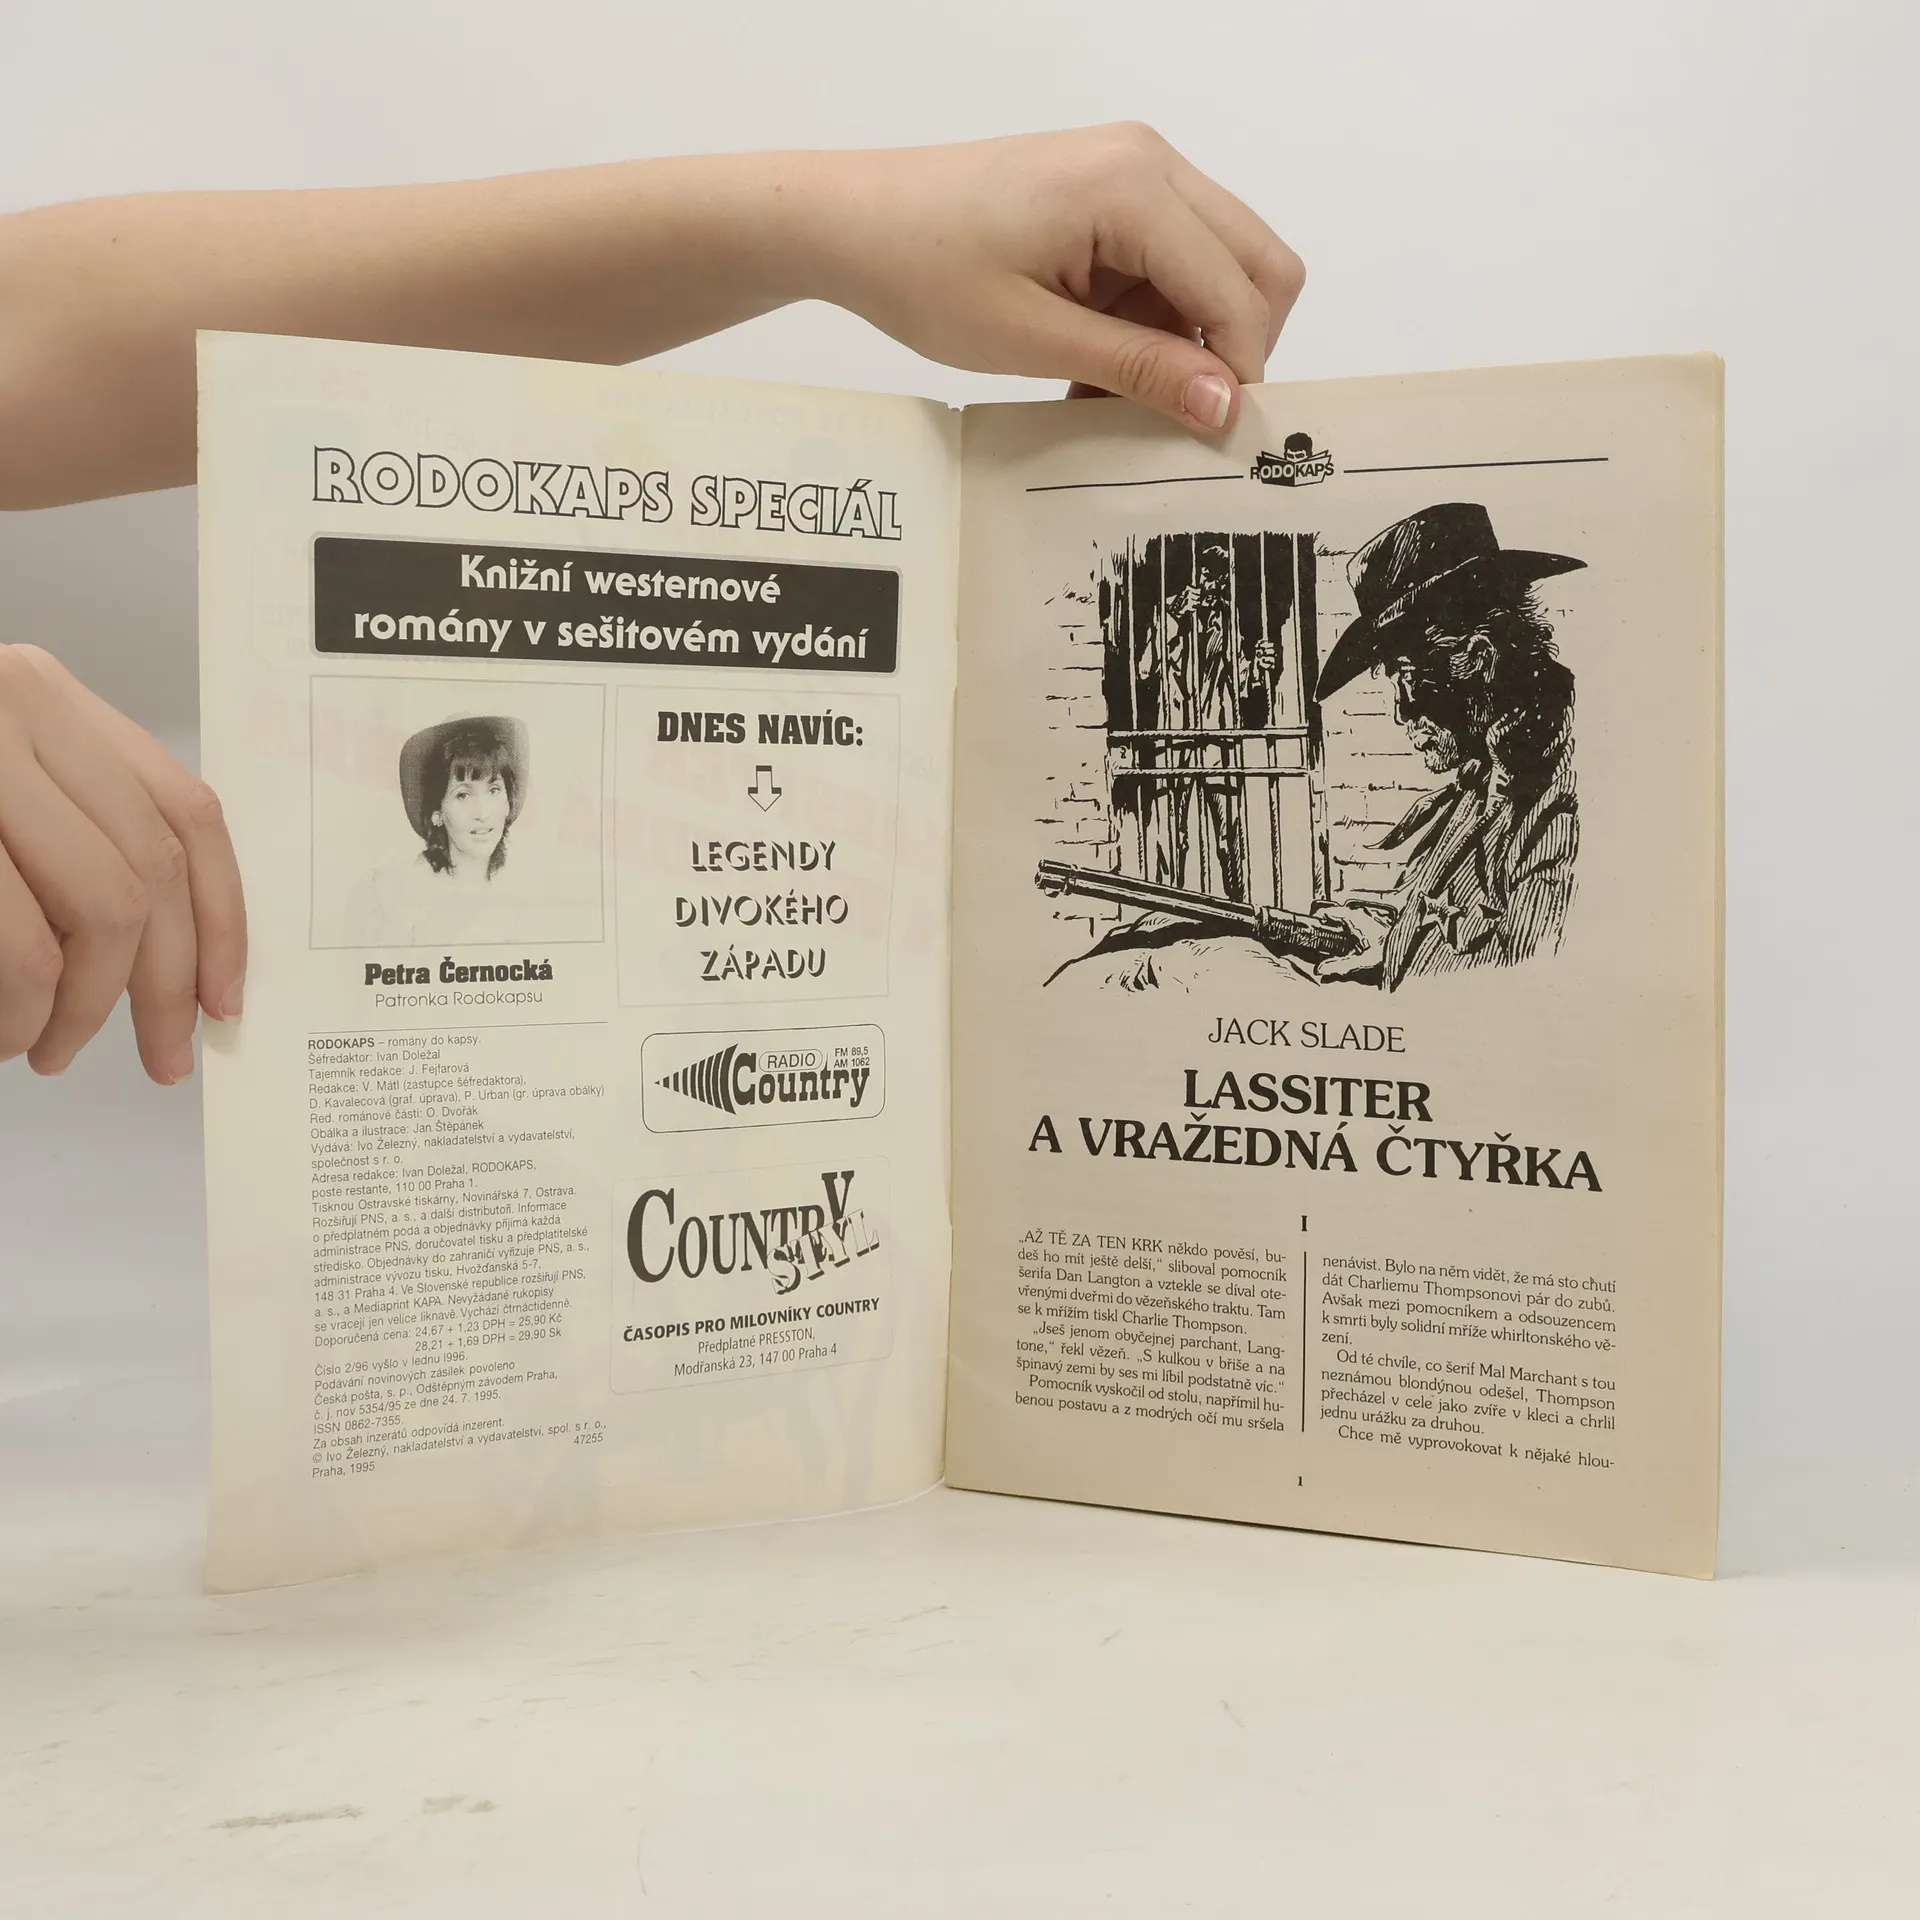 RODOKAPS SPECIÁL
Knižní westernové
romány v sešitovém vydání
Petra Černocká
Patronka Rodokapsu
DNES NAVÍC:
LEGENDY
DIVOKÉHO
ZÁPADU
RODOKAPS – romány do kapsy.
Šéfredaktor: Ivan Doležal
Tajemník redakce: J. Fejfarová
Redakce: V. Mátl (zástupce šéfredaktora),
D. Kavalecová (graf. úprava), P. Urban (gr. úprava obálky)
Red. románové části: O. Dvořák
Obálka a ilustrace: Jan Štěpánek
Vydává: Ivo Železný, nakladatelství a vydavatelství,
společnost s r. o.
Adresa redakce: Ivan Doležal, RODOKAPS,
poste restante, 110 00 Praha 1.
Tisknou Ostravské tiskárny, Novinářská 7, Ostrava.
Rozšiřují PNS, a. s., a další distributoři. Informace
o předplatném podá a objednávky přijímá každá
administrace PNS, doručovatel tisku a předplatitelské
středisko. Objednávky do zahraničí vyřizuje PNS, a. s.,
administrace vývozu tisku, Hvožďanská 5-7,
148 31 Praha 4. Ve Slovenské republice rozšiřují PNS,
a. s., a Mediaprint KAPA. Nevyžádané rukopisy
se vracejí jen velice liknavě. Vychází čtrnáctidenně.
Doporučená cena: 24,67 + 1,23 DPH = 25,90 Kč
28,21 + 1,69 DPH = 29,90 Sk
Číslo 2/96 vyšlo v lednu 1996.
Podávání novinových zásilek povoleno
Česká pošta, s. p., Odštěpným závodem Praha,
č. j. nov 5354/95 ze dne 24. 7. 1995.
ISSN 0862-7355.
Za obsah inzerátů odpovídá inzerent.
© Ivo Železný, nakladatelství a vydavatelství, spol. s r. o.,
Praha, 1995
47255
RADIO
FM 89,5
AM 1062
Country
COUNTRY
V
STYL
ČASOPIS PRO MILOVNÍKY COUNTRY
Předplatné PRESSTON,
Modřanská 23, 147 00 Praha 4
RODOKAPS
JACK SLADE
LASSITER
A VRAŽEDNÁ ČTYŘKA
I
„AŽ TĚ ZA TEN KRK někdo pověsí, bu-
deš ho mít ještě delší,“ sliboval pomocník
šerifa Dan Langton a vztekle se díval ote-
vřenými dveřmi do vězeňského traktu. Tam
se k mřížím tiskl Charlie Thompson.
„Jseš jenom obyčejnej parchant, Lang-
tone,“ řekl vězeň. „S kulkou v břiše a na
špinavý zemi by ses mi líbil podstatně víc.“
Pomocník vyskočil od stolu, napřímil hu-
benou postavu a z modrých očí mu sršela
nenávist. Bylo na něm vidět, že má sto chutí
dát Charliemu Thompsonovi pár do zubů.
Avšak mezi pomocníkem a odsouzencem
k smrti byly solidní mříže whirltonského vě-
zení.
Od té chvíle, co šerif Mal Marchant s tou
neznámou blondýnou odešel, Thompson
přecházel v cele jako zvíře v kleci a chrlil
jednu urážku za druhou.
Chce mě vyprovokovat k nějaké hlou-
1